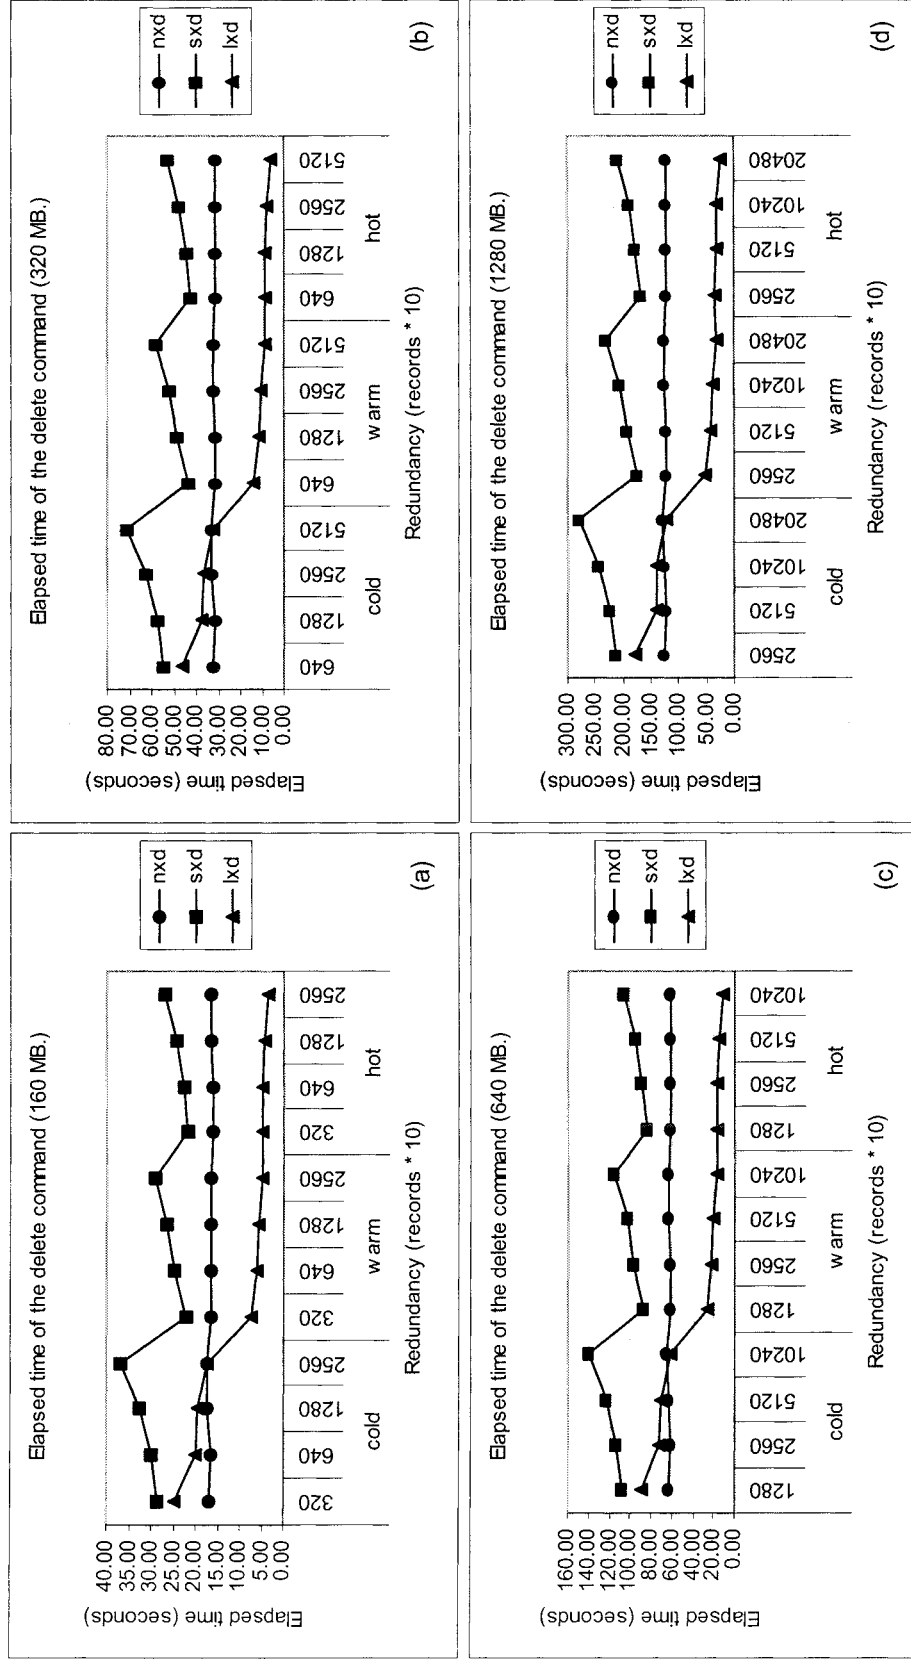 Elapsed time of the delete command (160 MB.)
Elapsed time (seconds)
40.00
35.00
30.00
25.00
20.00
15.00
10.00
5.00
0.00
320 640 1280 2560 320 640 1280 2560 320 640 1280 2560
cold warm hot
Redundancy (records * 10)
nxd
sxd
lxd
(a)
Elapsed time of the delete command (320 MB.)
Elapsed time (seconds)
80.00
70.00
60.00
50.00
40.00
30.00
20.00
10.00
0.00
640 1280 2560 5120 640 1280 2560 5120 640 1280 2560 5120
cold warm hot
Redundancy (records * 10)
nxd
sxd
lxd
(b)
Elapsed time of the delete command (640 MB.)
Elapsed time (seconds)
160.00
140.00
120.00
100.00
80.00
60.00
40.00
20.00
0.00
1280 2560 5120 10240 1280 2560 5120 10240 1280 2560 5120 10240
cold warm hot
Redundancy (records * 10)
nxd
sxd
lxd
(c)
Elapsed time of the delete command (1280 MB.)
Elapsed time (seconds)
300.00
250.00
200.00
150.00
100.00
50.00
0.00
2560 5120 10240 20480 2560 5120 10240 20480 2560 5120 10240 20480
cold warm hot
Redundancy (records * 10)
nxd
sxd
lxd
(d)